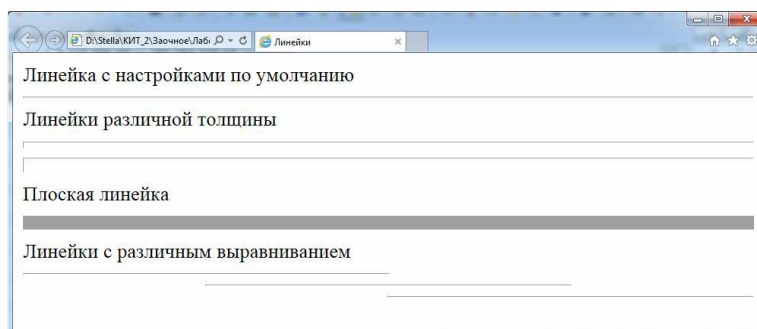 D:\Stella\КИТ_2\Заочное\Лаб
Линейки
Линейка с настройками по умолчанию
Линейки различной толщины
Плоская линейка
Линейки с различным выравниванием